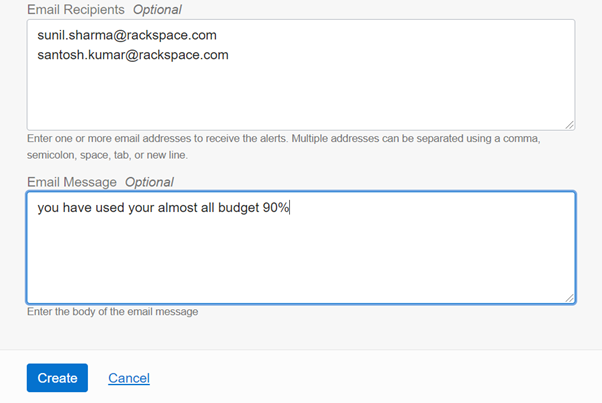 Email Recipients Optional
sunil.sharma@rackspace.com
santosh.kumar@rackspace.com
Enter one or more email addresses to receive the alerts. Multiple addresses can be separated using a comma,
semicolon, space, tab, or new line.
Email Message Optional
you have used your almost all budget 90%
Enter the body of the email message
Create Cancel